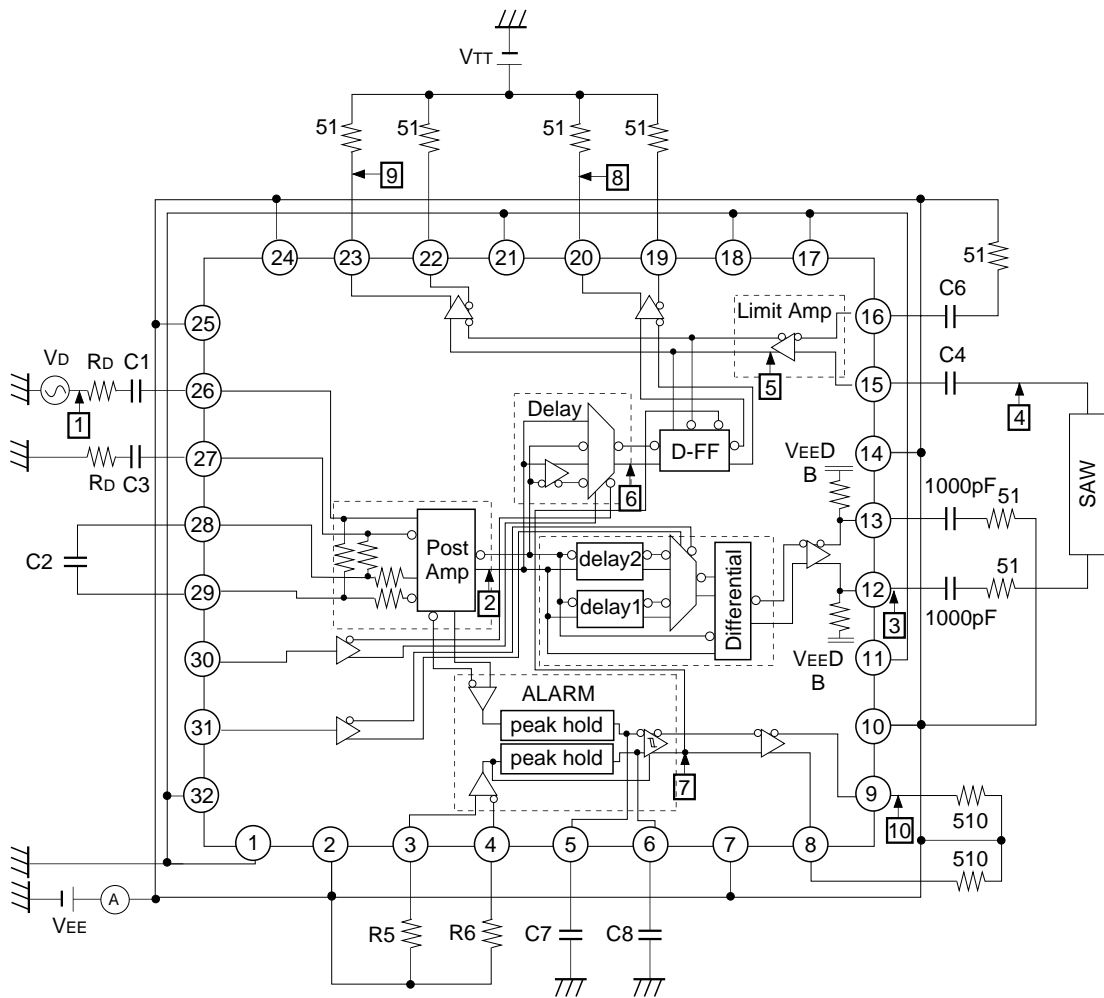 VTT
51
51
51
51
9
8
24
23
22
21
20
19
18
17
51
C6
25
Limit Amp
16
C4
VD
RD
C1
26
5
15
4
1
Delay
27
RD
C3
D-FF
VEED
B
14
SAW
6
1000pF
51
28
13
C2
Post
Amp
delay2
Differential
29
2
delay1
12
51
3
1000pF
30
VEED
B
11
ALARM
31
peak hold
10
peak hold
7
32
9
1
2
3
4
5
6
7
8
10
510
510
A
VEE
R5
R6
C7
C8